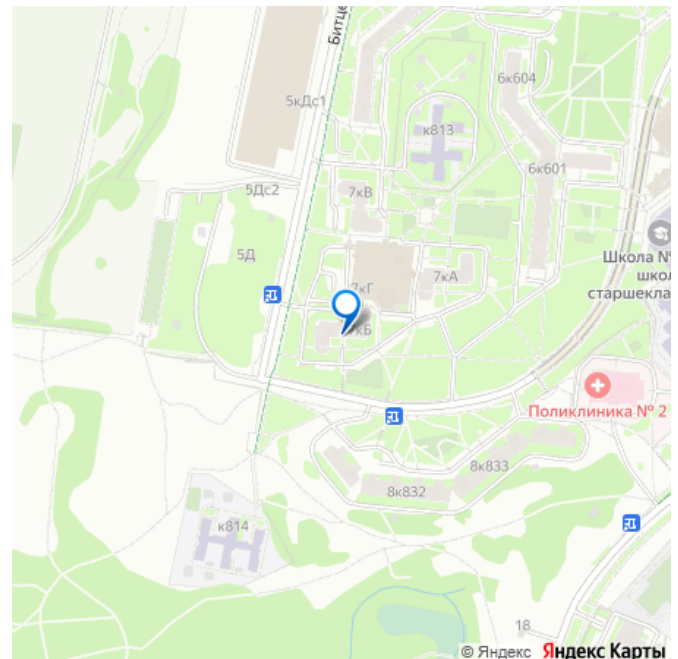 Битце
6к604
5кДс1
к813
6к601
5Дс2
7кВ
5Д
Школа №
школ
старшекла
7кА
7кГ
7кБ
Поликлиника № 2
8к833
8к832
к814
18
© Яндекс Яндекс Карты